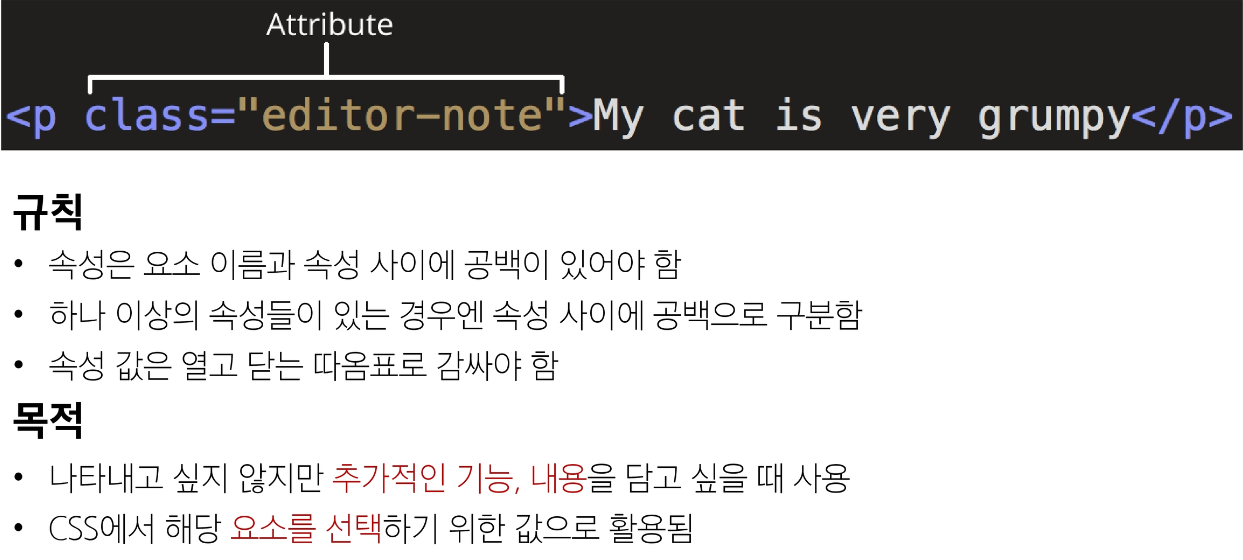 Attribute
<p class="editor-note">My cat is very grumpy</p>
규칙
• 속성은 요소 이름과 속성 사이에 공백이 있어야 함
• 하나 이상의 속성들이 있는 경우엔 속성 사이에 공백으로 구분함
• 속성 값은 열고 닫는 따옴표로 감싸야 함
목적
• 나타내고 싶지 않지만 추가적인 기능, 내용을 담고 싶을 때 사용
• CSS에서 해당 요소를 선택하기 위한 값으로 활용됨